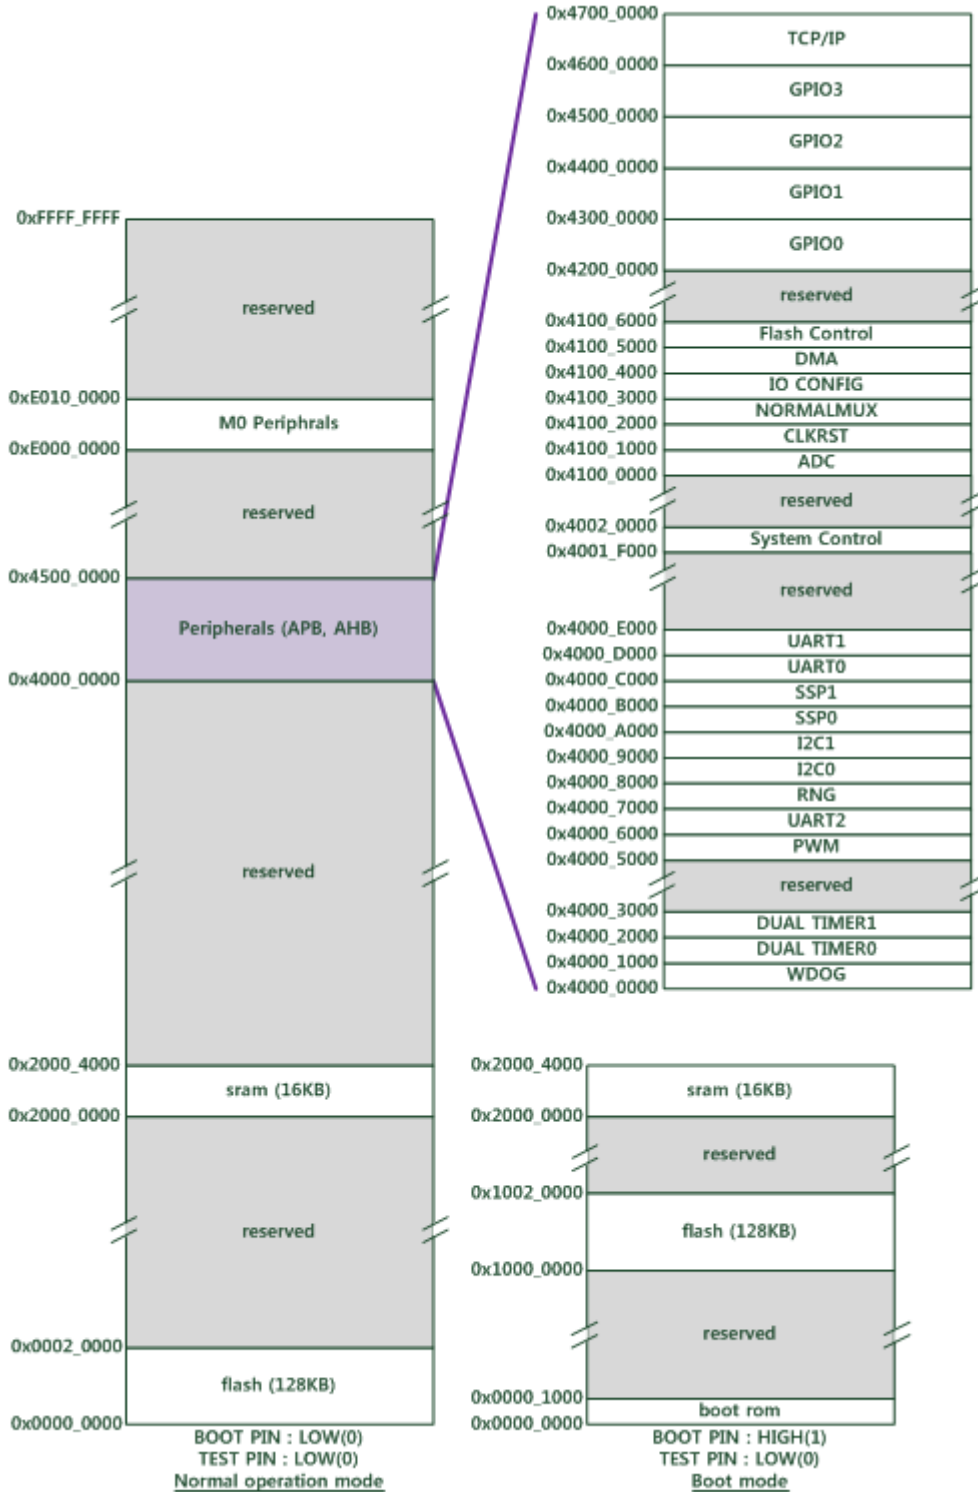 0x4700_0000
TCP/IP
0x4600_0000
GPIO3
0x4500_0000
GPIO2
0x4400_0000
GPIO1
0x4300_0000
GPIO0
0x4200_0000
reserved
0x4100_6000
Flash Control
0x4100_5000
DMA
0x4100_4000
IO CONFIG
0x4100_3000
NORMALMUX
0x4100_2000
CLKRST
0x4100_1000
ADC
0x4100_0000
reserved
0x4002_0000
System Control
0x4001_F000
reserved
0x4000_E000
UART1
0x4000_D000
UART0
0x4000_C000
SSP1
0x4000_B000
SSP0
0x4000_A000
I2C1
0x4000_9000
I2C0
0x4000_8000
RNG
0x4000_7000
UART2
0x4000_6000
PWM
0x4000_5000
reserved
0x4000_3000
DUAL TIMER1
0x4000_2000
DUAL TIMER0
0x4000_1000
WDOG
0x4000_0000
0xFFFF_FFFF
reserved
0xE010_0000
M0 Periphrals
0xE000_0000
reserved
0x4500_0000
Peripherals (APB, AHB)
0x4000_0000
reserved
0x2000_4000
sram (16KB)
0x2000_0000
reserved
0x0002_0000
flash (128KB)
0x0000_0000
BOOT PIN : LOW(0)
TEST PIN : LOW(0)
Normal operation mode
0x2000_4000
sram (16KB)
0x2000_0000
reserved
0x1002_0000
flash (128KB)
0x1000_0000
reserved
0x0000_1000
boot rom
0x0000_0000
BOOT PIN : HIGH(1)
TEST PIN : LOW(0)
Boot mode